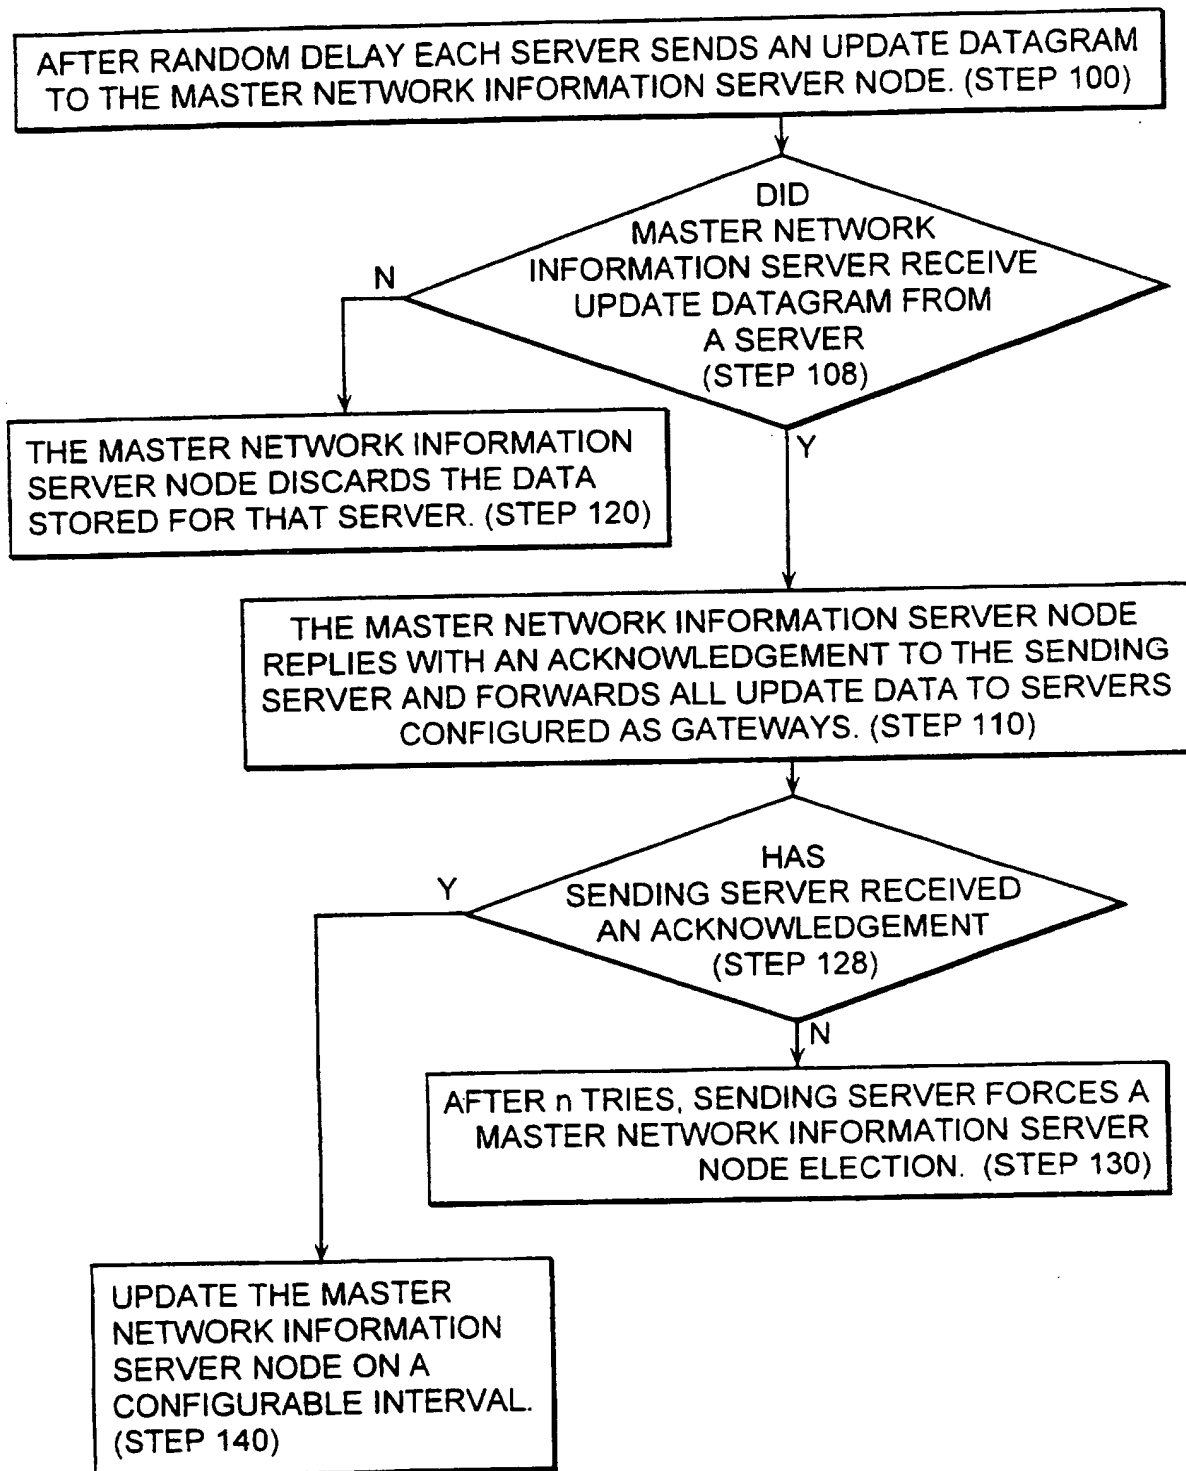 AFTER RANDOM DELAY EACH SERVER SENDS AN UPDATE DATAGRAM
TO THE MASTER NETWORK INFORMATION SERVER NODE. (STEP 100)
DID
MASTER NETWORK
INFORMATION SERVER RECEIVE
UPDATE DATAGRAM FROM
A SERVER
(STEP 108)
N
Y
THE MASTER NETWORK INFORMATION
SERVER NODE DISCARDS THE DATA
STORED FOR THAT SERVER. (STEP 120)
THE MASTER NETWORK INFORMATION SERVER NODE
REPLIES WITH AN ACKNOWLEDGEMENT TO THE SENDING
SERVER AND FORWARDS ALL UPDATE DATA TO SERVERS
CONFIGURED AS GATEWAYS. (STEP 110)
HAS
SENDING SERVER RECEIVED
AN ACKNOWLEDGEMENT
(STEP 128)
Y
N
AFTER n TRIES, SENDING SERVER FORCES A
MASTER NETWORK INFORMATION SERVER
NODE ELECTION. (STEP 130)
UPDATE THE MASTER
NETWORK INFORMATION
SERVER NODE ON A
CONFIGURABLE INTERVAL.
(STEP 140)